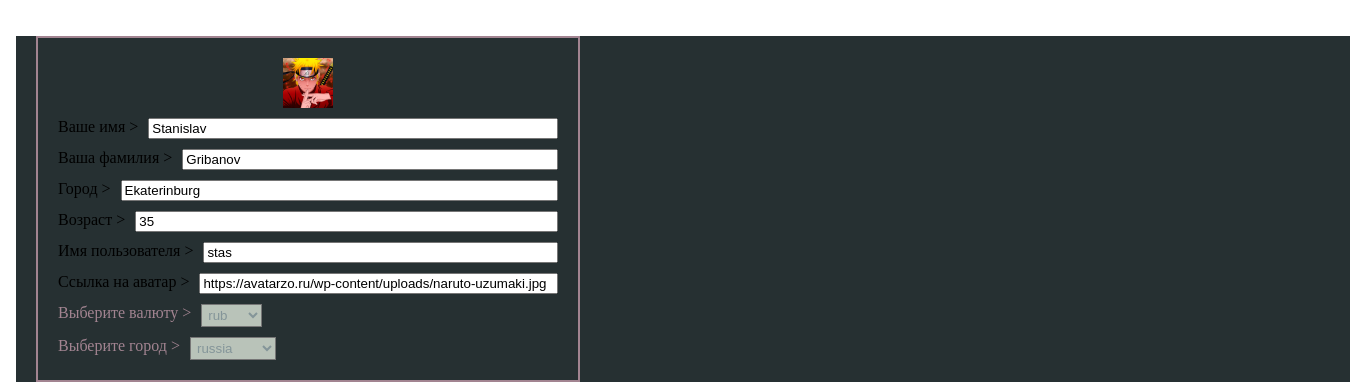 Ваше имя > Stanislav
Ваша фамилия > Gribanov
Город > Ekaterinburg
Возраст > 35
Имя пользователя > stas
Ссылка на аватар > https://avatarzo.ru/wp-content/uploads/naruto-uzumaki.jpg
Выберите валюту > rub
Выберите город > russia